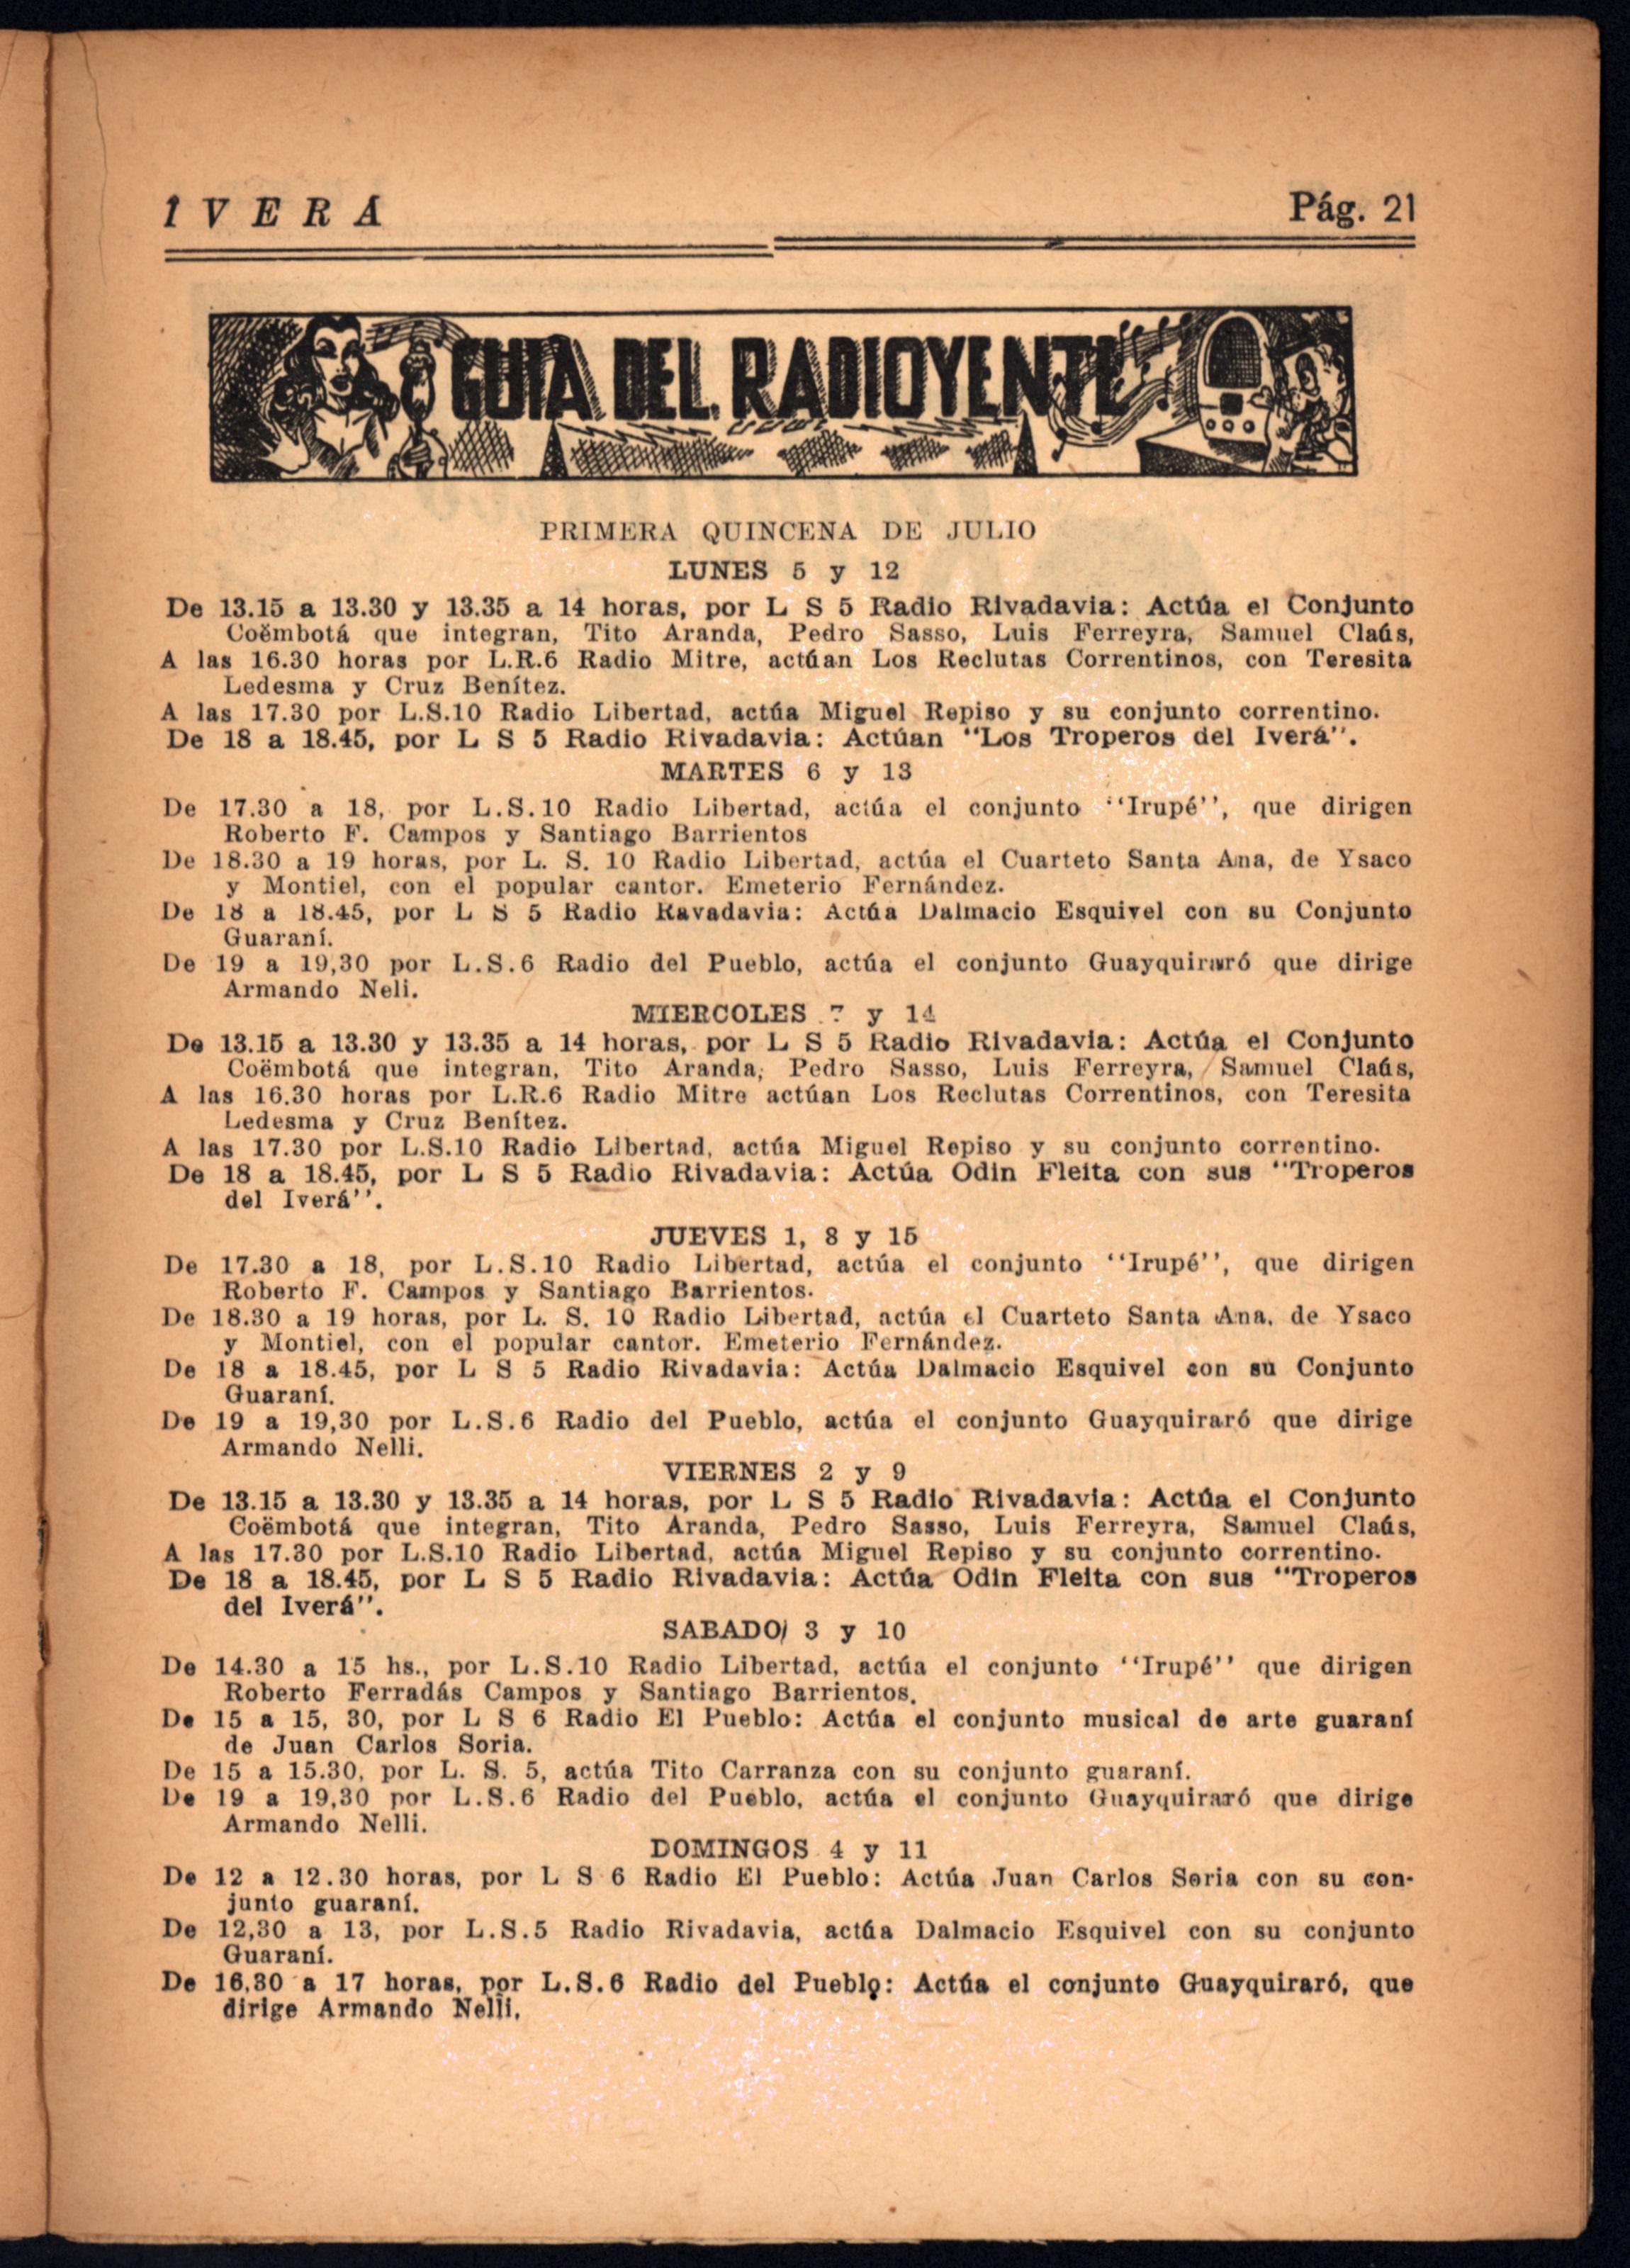 IVERA
Pág. 21
GUIA DEL RADIOYENTE
PRIMERA QUINCENA DE JULIO
LUNES 5 y 12
De 13.15 a 13.30 y 13.35 a 14 horas, por L S 5 Radio Rivadavia: Actúa el Conjunto
Coëmbotá que integran, Tito Aranda, Pedro Sasso, Luis Ferreyra, Samuel Claús,
A las 16.30 horas por L.R.6 Radio Mitre, actúan Los Reclutas Correntinos, con Teresita
Ledesma y Cruz Benítez.
A las 17.30 por L.S.10 Radio Libertad, actúa Miguel Repiso y su conjunto correntino.
De 18 a 18.45, por L S 5 Radio Rivadavia: Actúan "Los Troperos del Iverá".
MARTES 6 y 13
De 17.30 a 18, por L.S.10 Radio Libertad, actúa el conjunto "Irupé", que dirigen
Roberto F. Campos y Santiago Barrientos
De 18.30 a 19 horas, por L. S. 10 Radio Libertad, actúa el Cuarteto Santa Ana, de Ysaco
y Montiel, con el popular cantor. Emeterio Fernández.
De 18 a 18.45, por L S 5 Radio Ravadavia: Actúa Dalmacio Esquivel con su Conjunto
Guaraní.
De 19 a 19,30 por L.S.6 Radio del Pueblo, actúa el conjunto Guayquiraró que dirige
Armando Neli.
MIERCOLES 7 y 14
De 13.15 a 13.30 y 13.35 a 14 horas, por L S 5 Radio Rivadavia: Actúa el Conjunto
Coëmbotá que integran, Tito Aranda, Pedro Sasso, Luis Ferreyra, Samuel Claús,
A las 16.30 horas por L.R.6 Radio Mitre actúan Los Reclutas Correntinos, con Teresita
Ledesma y Cruz Benítez.
A las 17.30 por L.S.10 Radio Libertad, actúa Miguel Repiso y su conjunto correntino.
De 18 a 18.45, por L S 5 Radio Rivadavia: Actúa Odin Fleita con sus "Troperos
del Iverá".
JUEVES 1, 8 y 15
De 17.30 a 18, por L.S.10 Radio Libertad, actúa el conjunto "Irupé", que dirigen
Roberto F. Campos y Santiago Barrientos.
De 18.30 a 19 horas, por L. S. 10 Radio Libertad, actúa el Cuarteto Santa Ana, de Ysaco
y Montiel, con el popular cantor. Emeterio Fernández.
De 18 a 18.45, por L S 5 Radio Rivadavia: Actúa Dalmacio Esquivel con su Conjunto
Guaraní.
De 19 a 19,30 por L.S.6 Radio del Pueblo, actúa el conjunto Guayquiraró que dirige
Armando Nelli.
VIERNES 2 y 9
De 13.15 a 13.30 y 13.35 a 14 horas, por L S 5 Radio Rivadavia: Actúa el Conjunto
Coëmbotá que integran, Tito Aranda, Pedro Sasso, Luis Ferreyra, Samuel Claús,
A las 17.30 por L.S.10 Radio Libertad, actúa Miguel Repiso y su conjunto correntino.
De 18 a 18.45, por L S 5 Radio Rivadavia: Actúa Odin Fleita con sus "Troperos
del Iverá".
SABADO 3 y 10
De 14.30 a 15 hs., por L.S.10 Radio Libertad, actúa el conjunto "Irupé" que dirigen
Roberto Ferradás Campos y Santiago Barrientos.
De 15 a 15, 30, por L S 6 Radio El Pueblo: Actúa el conjunto musical de arte guaraní
de Juan Carlos Soria.
De 15 a 15.30, por L. S. 5, actúa Tito Carranza con su conjunto guaraní.
De 19 a 19,30 por L.S.6 Radio del Pueblo, actúa el conjunto Guayquiraró que dirige
Armando Nelli.
DOMINGOS 4 y 11
De 12 a 12.30 horas, por L S 6 Radio El Pueblo: Actúa Juan Carlos Soria con su con-
junto guaraní.
De 12,30 a 13, por L.S.5 Radio Rivadavia, actúa Dalmacio Esquivel con su conjunto
Guaraní.
De 16,30 a 17 horas, por L.S.6 Radio del Pueblo: Actúa el conjunto Guayquiraró, que
dirige Armando Nelli.